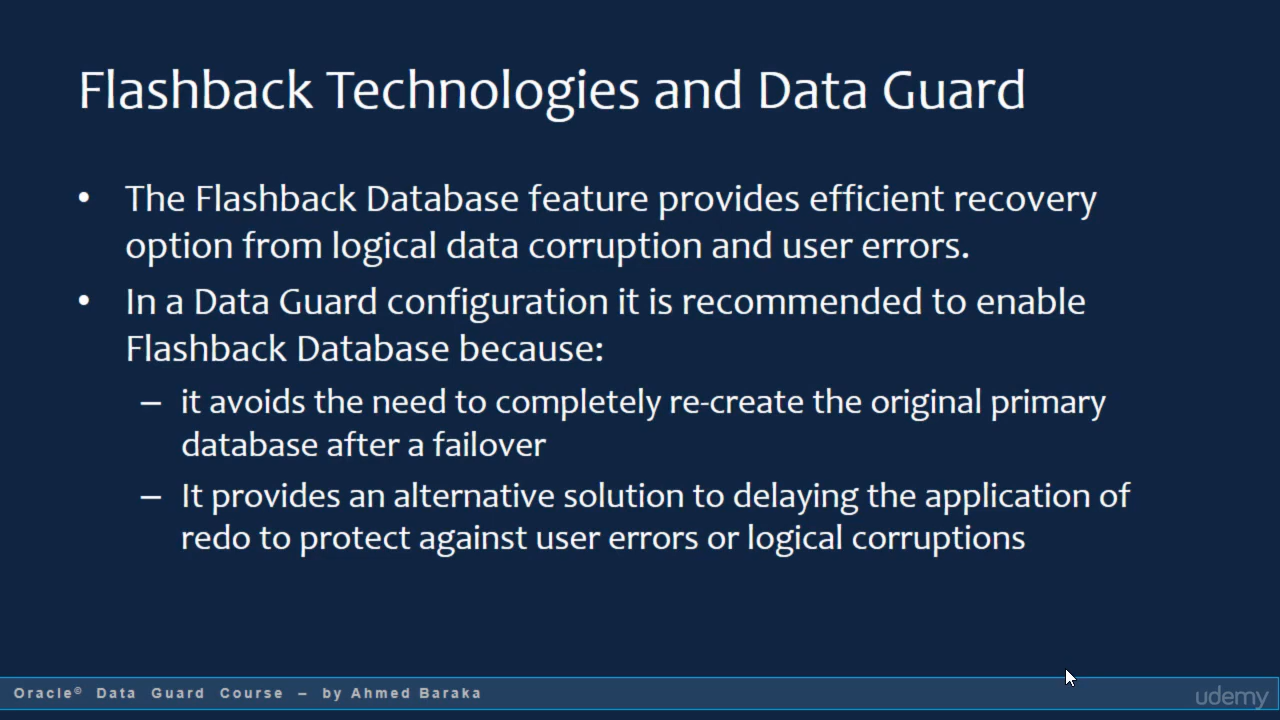 Flashback Technologies and Data Guard
• The Flashback Database feature provides efficient recovery
option from logical data corruption and user errors.
• In a Data Guard configuration it is recommended to enable
Flashback Database because:
– it avoids the need to completely re-create the original primary
database after a failover
– It provides an alternative solution to delaying the application of
redo to protect against user errors or logical corruptions
Oracle© Data Guard Course – by Ahmed Baraka
udemy